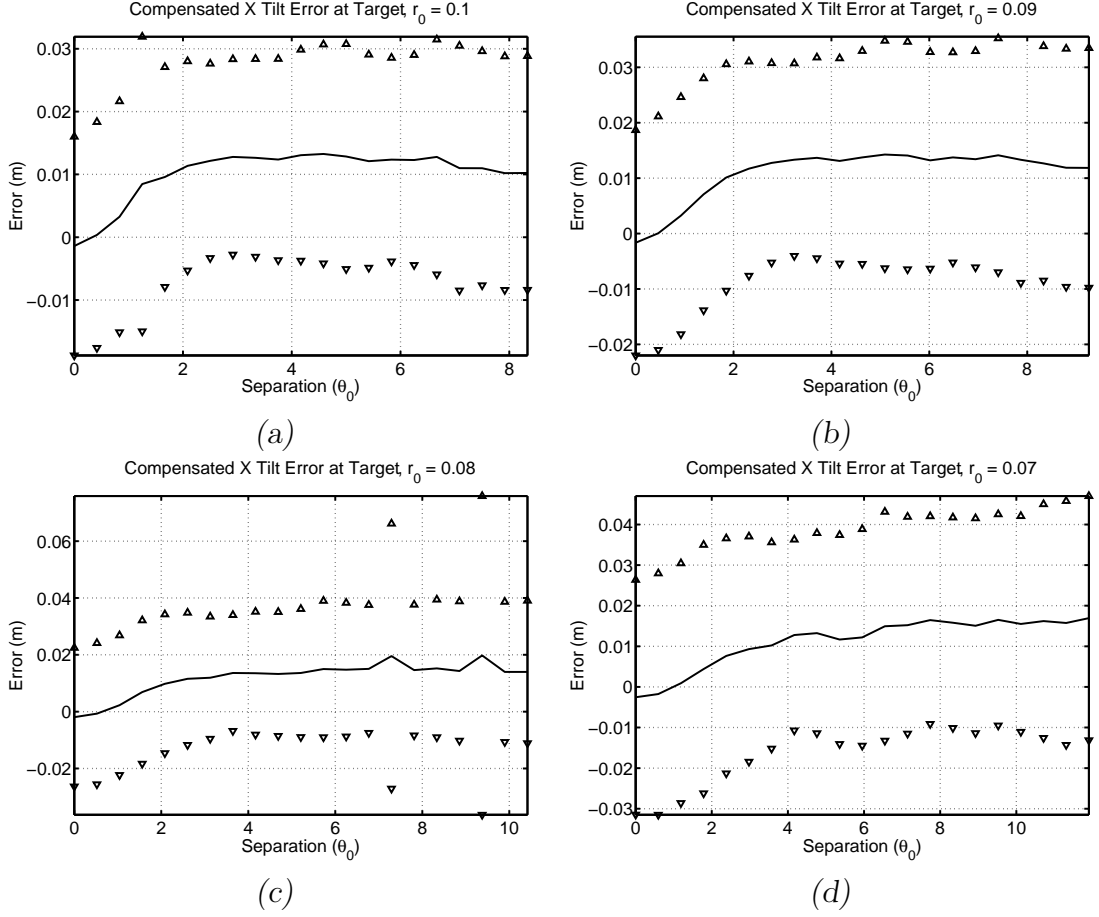 Compensated X Tilt Error at Target, r0 = 0.1
0.03
0.02
0.01
0
−0.01
Error (m)
0 2 4 6 8
Separation (θ0)
(a)
Compensated X Tilt Error at Target, r0 = 0.09
0.03
0.02
0.01
0
−0.01
−0.02
Error (m)
0 2 4 6 8
Separation (θ0)
(b)
Compensated X Tilt Error at Target, r0 = 0.08
0.06
0.04
0.02
0
−0.02
Error (m)
0 2 4 6 8 10
Separation (θ0)
(c)
Compensated X Tilt Error at Target, r0 = 0.07
0.04
0.03
0.02
0.01
0
−0.01
−0.02
−0.03
Error (m)
0 2 4 6 8 10
Separation (θ0)
(d)